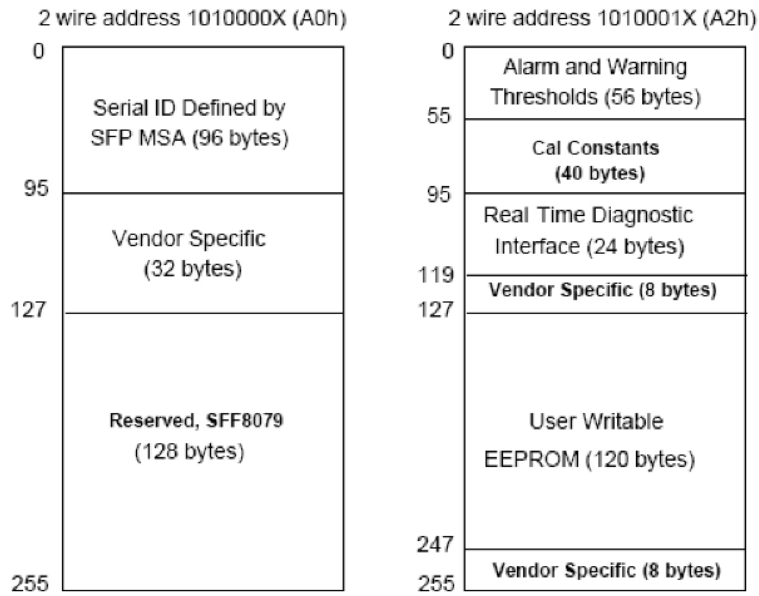 2 wire address 1010000X (A0h)
0
Serial ID Defined by
SFP MSA (96 bytes)
95
Vendor Specific
(32 bytes)
127
Reserved, SFF8079
(128 bytes)
255
2 wire address 1010001X (A2h)
0
Alarm and Warning
Thresholds (56 bytes)
55
Cal Constants
(40 bytes)
95
Real Time Diagnostic
Interface (24 bytes)
119
Vendor Specific (8 bytes)
127
User Writable
EEPROM (120 bytes)
247
Vendor Specific (8 bytes)
255